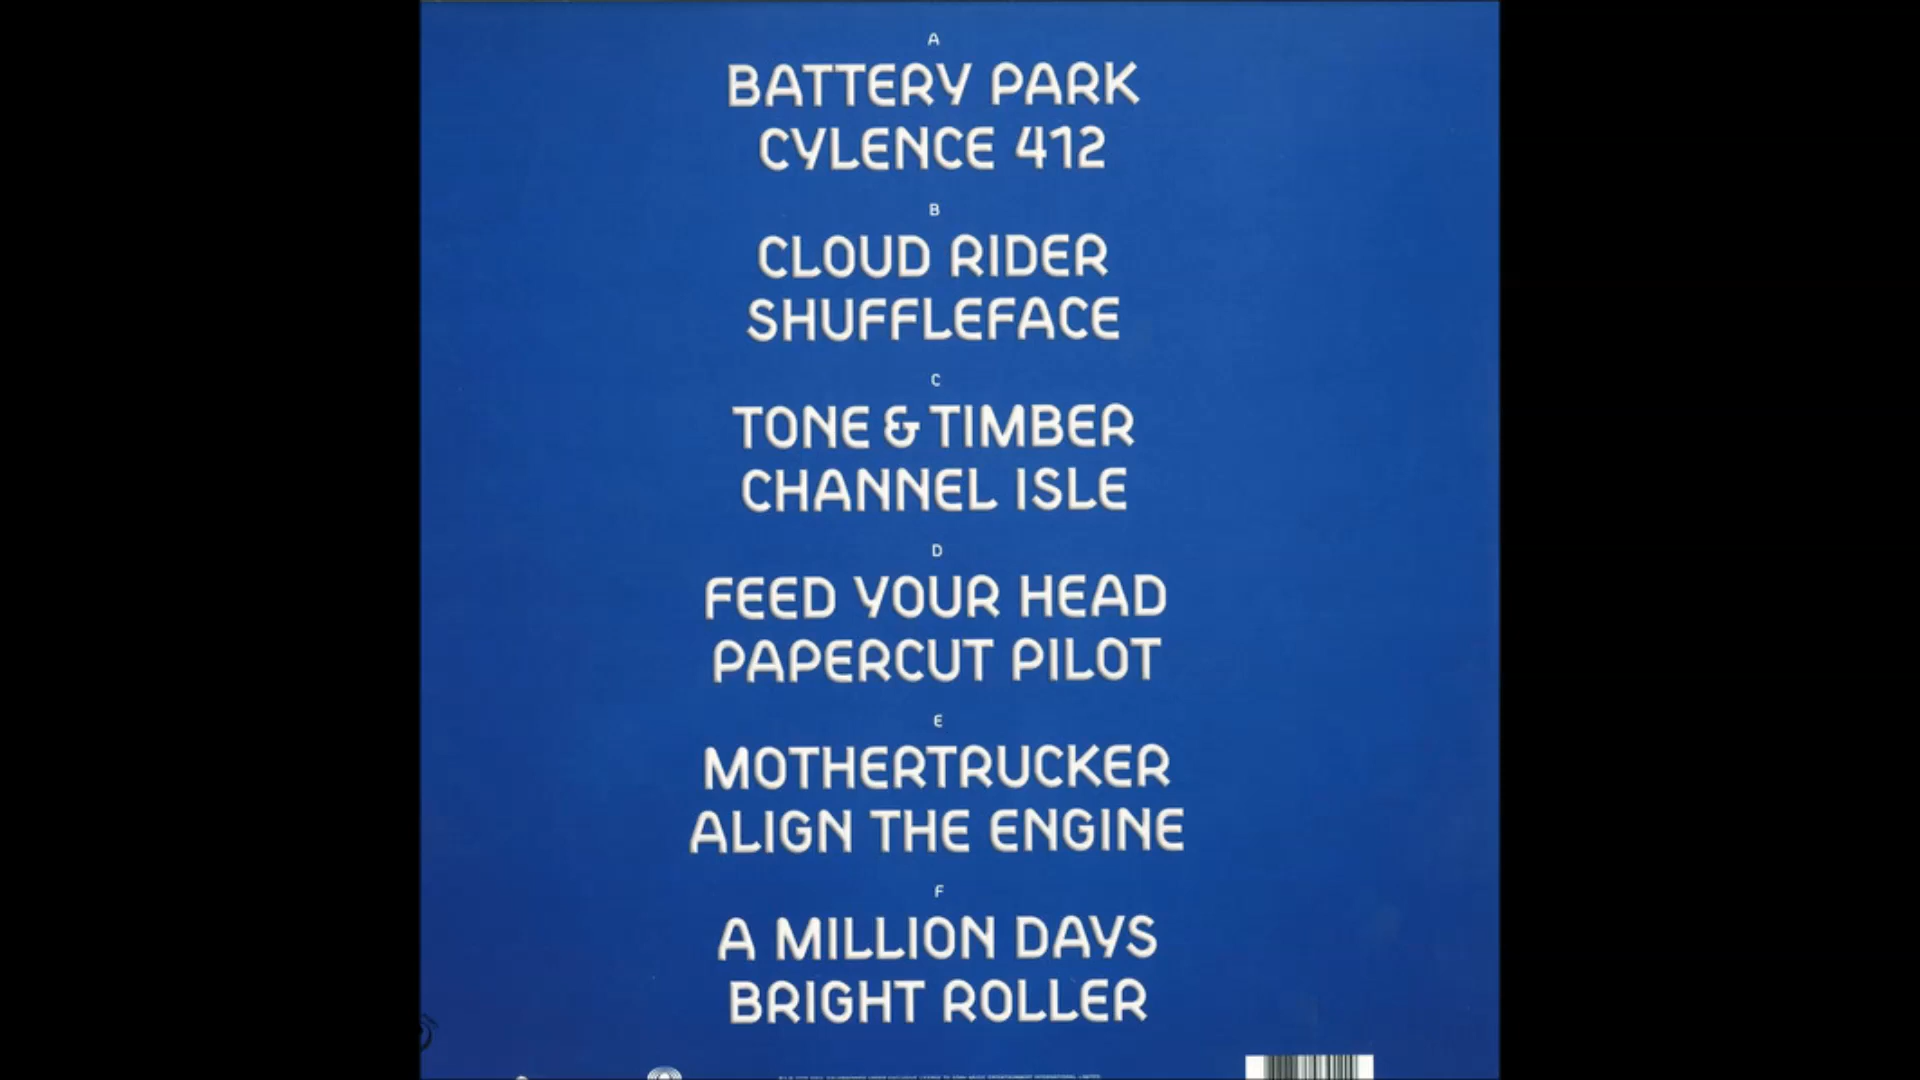 A
BATTERY PARK
CYLENCE 412
B
CLOUD RIDER
SHUFFLEFACE
C
TONE & TIMBER
CHANNEL ISLE
D
FEED YOUR HEAD
PAPERCUT PILOT
E
MOTHERTRUCKER
ALIGN THE ENGINE
F
A MILLION DAYS
BRIGHT ROLLER